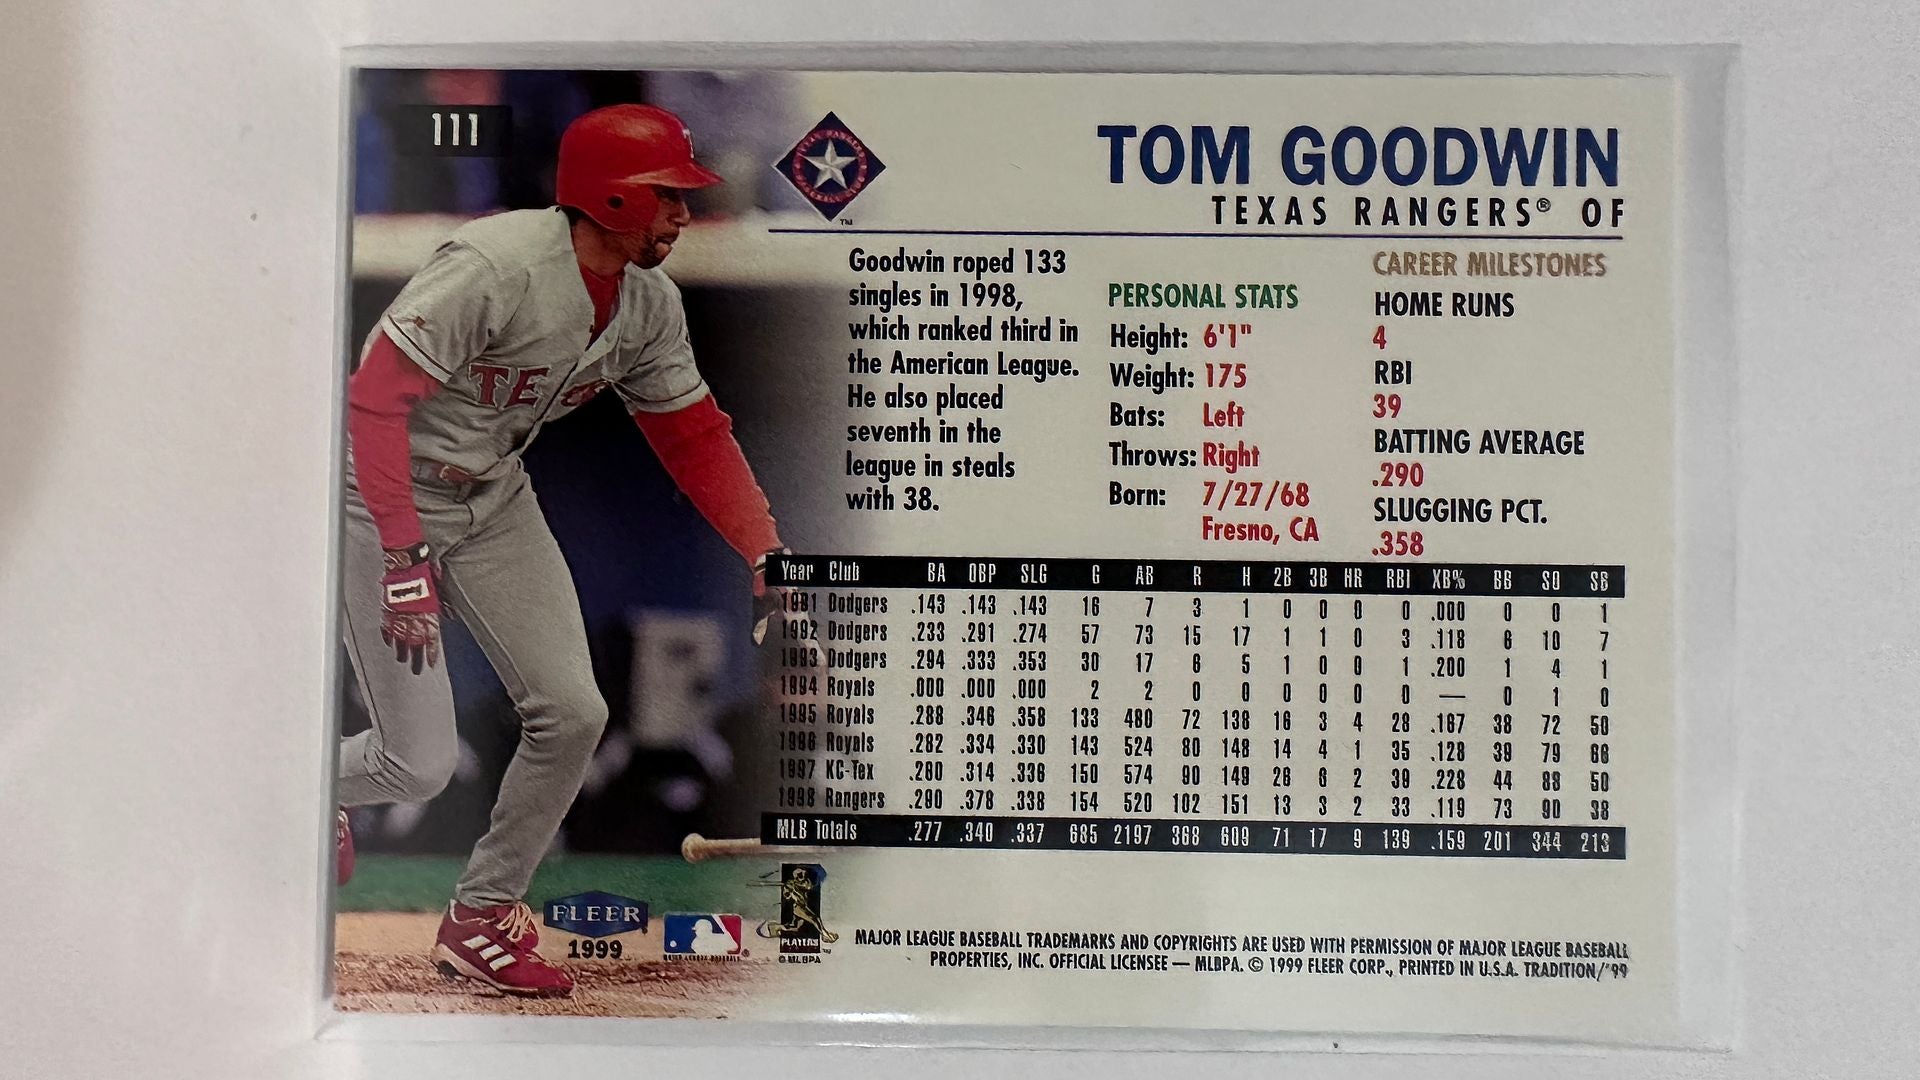 111
TOM GOODWIN
TEXAS RANGERS® OF
TM
Goodwin roped 133
singles in 1998,
which ranked third in
the American League.
He also placed
seventh in the
league in steals
with 38.
PERSONAL STATS
Height: 6'1"
Weight: 175
Bats: Left
Throws: Right
Born: 7/27/68
Fresno, CA
CAREER MILESTONES
HOME RUNS
4
RBI
39
BATTING AVERAGE
.290
SLUGGING PCT.
.358
Year Club BA OBP SLG G AB R H 2B 3B HR RBI XB% BB SO SB
1991 Dodgers .143 .143 .143 16 7 3 1 0 0 0 0 .000 0 0 1
1992 Dodgers .233 .291 .274 57 73 15 17 1 1 0 3 .118 6 10 7
1993 Dodgers .294 .333 .353 30 17 6 5 1 0 0 1 .200 1 4 1
1994 Royals .000 .000 .000 2 2 0 0 0 0 0 0 — 0 1 0
1995 Royals .288 .346 .358 133 480 72 138 16 3 4 28 .167 38 72 50
1996 Royals .282 .334 .330 143 524 80 148 14 4 1 35 .128 39 79 66
1997 KC-Tex .260 .314 .336 150 574 90 149 26 6 2 39 .228 44 88 50
1998 Rangers .290 .378 .338 154 520 102 151 13 3 2 33 .119 73 90 38
MLB Totals .277 .340 .337 685 2197 368 609 71 17 9 139 .159 201 344 213
FLEER
1999
MAJOR LEAGUE BASEBALL
PLAYERS
© MLBPA
MAJOR LEAGUE BASEBALL TRADEMARKS AND COPYRIGHTS ARE USED WITH PERMISSION OF MAJOR LEAGUE BASEBALL
PROPERTIES, INC. OFFICIAL LICENSEE — MLBPA. © 1999 FLEER CORP., PRINTED IN U.S.A. TRADITION/'99